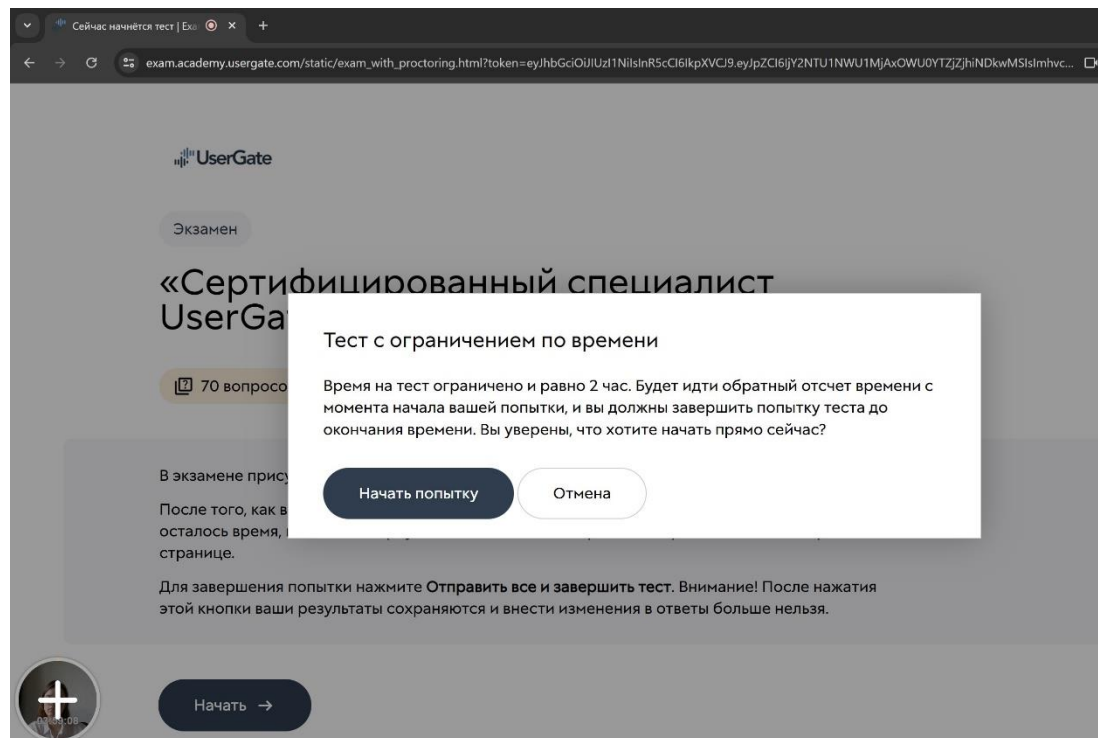 Сейчас начнётся тест | Exa
exam.academy.usergate.com/static/exam_with_proctoring.html?token=eyJhbGciOiJIUzI1NiIsInR5cCI6IkpXVCJ9.eyJpZCI6IjY2NTU1NWU1MjAxOWU0YTZjZjhiNDkwMSIsImhvc...
UserGate
Экзамен
«Сертифицированный специалист
UserGa
Тест с ограничением по времени
70 вопросо
Время на тест ограничено и равно 2 час. Будет идти обратный отсчет времени с
момента начала вашей попытки, и вы должны завершить попытку теста до
окончания времени. Вы уверены, что хотите начать прямо сейчас?
Начать попытку
Отмена
В экзамене прису
После того, как в
осталось время,
странице.
Для завершения попытки нажмите Отправить все и завершить тест. Внимание! После нажатия
этой кнопки ваши результаты сохраняются и внести изменения в ответы больше нельзя.
Начать →